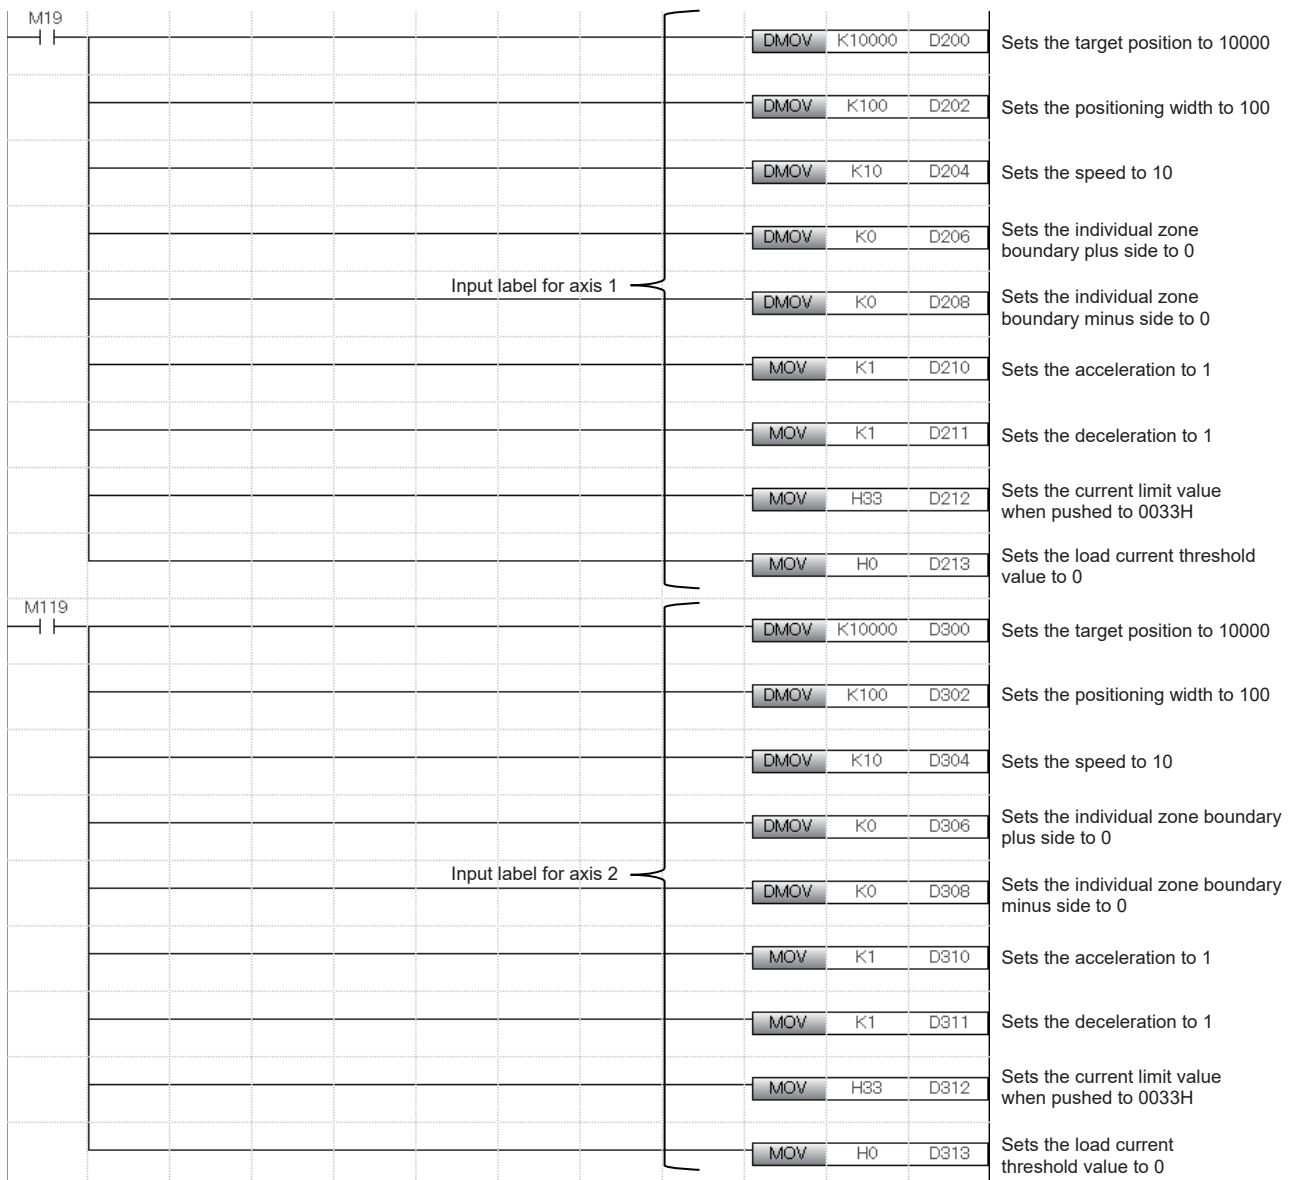 M19
DMOV K10000 D200 Sets the target position to 10000
DMOV K100 D202 Sets the positioning width to 100
DMOV K10 D204 Sets the speed to 10
DMOV K0 D206 Sets the individual zone
boundary plus side to 0
Input label for axis 1
DMOV K0 D208 Sets the individual zone
boundary minus side to 0
MOV K1 D210 Sets the acceleration to 1
MOV K1 D211 Sets the deceleration to 1
MOV H33 D212 Sets the current limit value
when pushed to 0033H
MOV H0 D213 Sets the load current threshold
value to 0
M119
DMOV K10000 D300 Sets the target position to 10000
DMOV K100 D302 Sets the positioning width to 100
DMOV K10 D304 Sets the speed to 10
DMOV K0 D306 Sets the individual zone boundary
plus side to 0
Input label for axis 2
DMOV K0 D308 Sets the individual zone boundary
minus side to 0
MOV K1 D310 Sets the acceleration to 1
MOV K1 D311 Sets the deceleration to 1
MOV H33 D312 Sets the current limit value
when pushed to 0033H
MOV H0 D313 Sets the load current
threshold value to 0